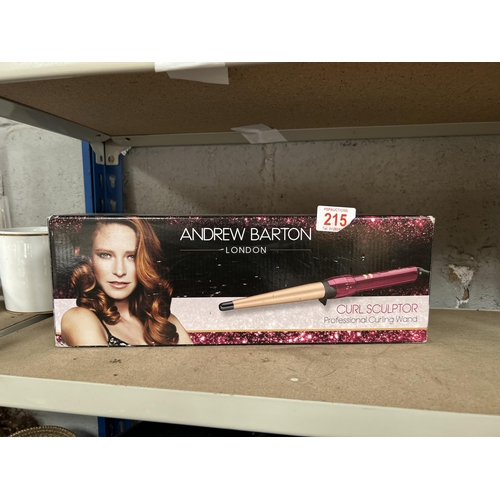 ANDREW BARTON
LONDON
215
CURL SCULPTOR
Professional Curling Wand